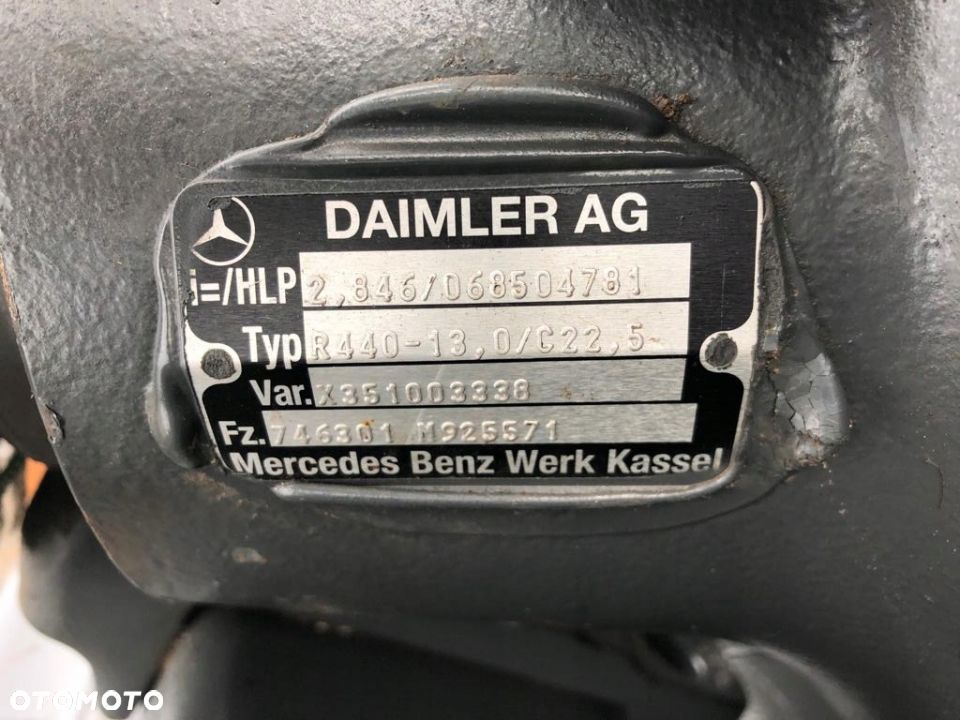 DAIMLER AG
i=/HLP 2,846/068504781
Typ R440-13,0/C22,5
Var. X351003338
Fz. 746301 M925571
Mercedes Benz Werk Kassel
OTOMOTO